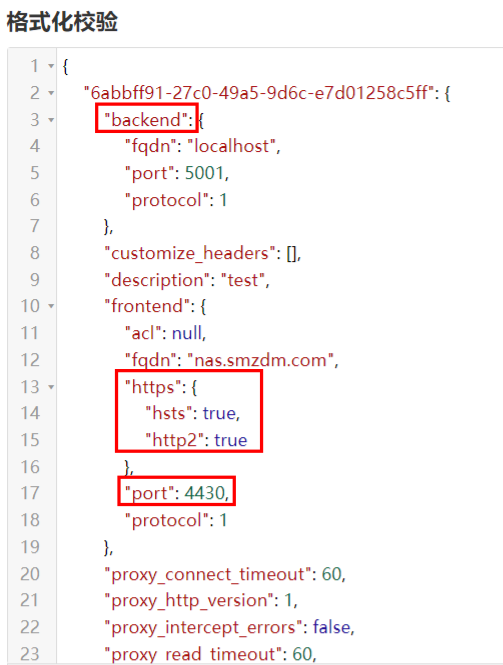 格式化校验
1 {
2 "6abbff91-27c0-49a5-9d6c-e7d01258c5ff": {
3 "backend": {
4 "fqdn": "localhost",
5 "port": 5001,
6 "protocol": 1
7 },
8 "customize_headers": [],
9 "description": "test",
10 "frontend": {
11 "acl": null,
12 "fqdn": "nas.smzdm.com",
13 "https": {
14 "hsts": true,
15 "http2": true
16 },
17 "port": 4430,
18 "protocol": 1
19 },
20 "proxy_connect_timeout": 60,
21 "proxy_http_version": 1,
22 "proxy_intercept_errors": false,
23 "proxy_read_timeout": 60,